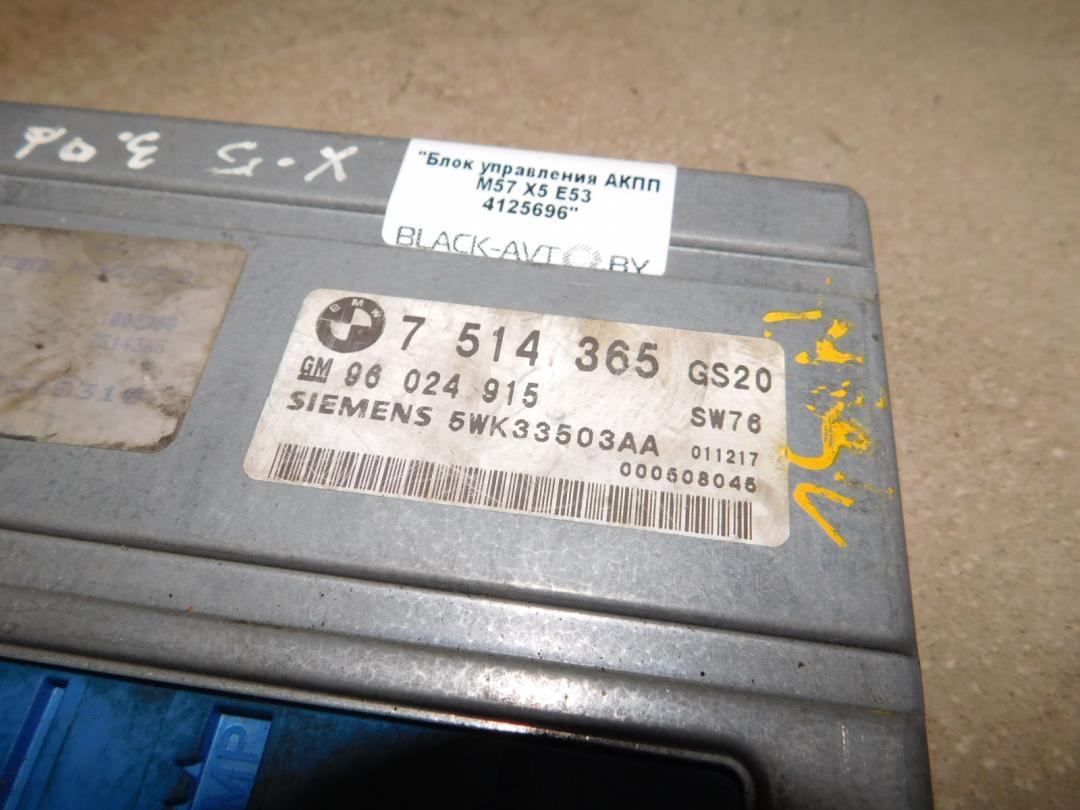 X-5 3.0d
"Блок управления АКПП
M57 X5 E53
4125696"
BLACK-AVTO.BY
BMW 7 514 365 GS20
GM 96 024 915 SW76
SIEMENS 5WK33503AA 011217
000508045